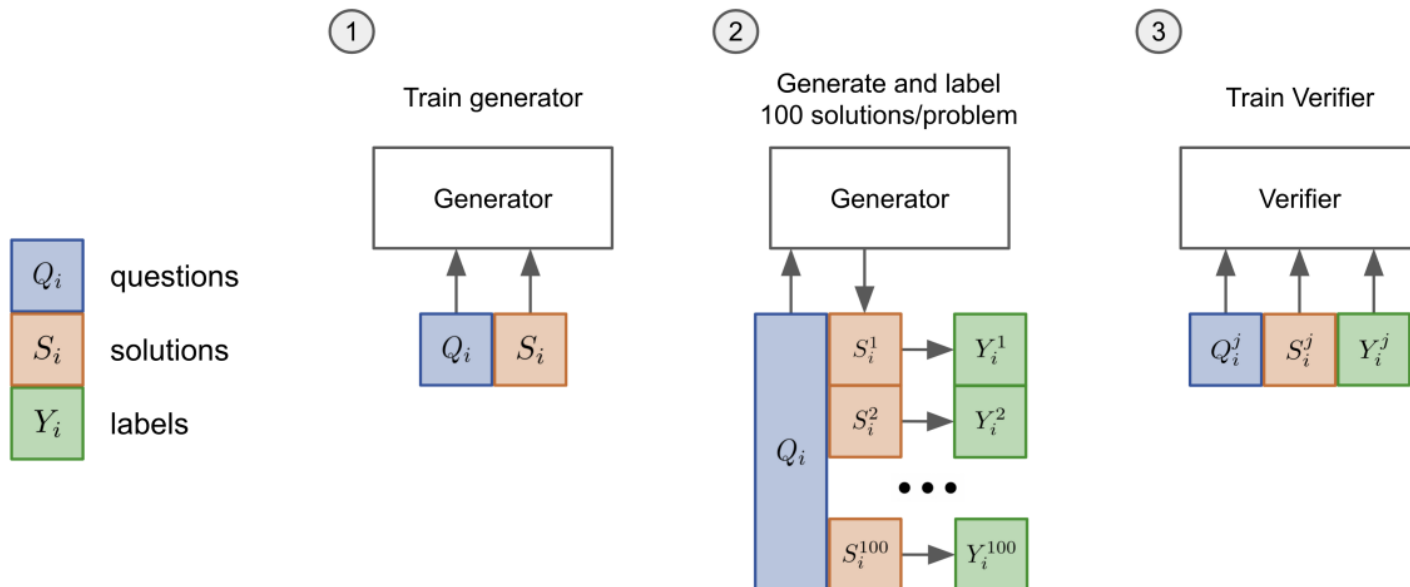 1
Train generator
Generator
Q_i S_i
2
Generate and label
100 solutions/problem
Generator
Q_i
S_i^1 Y_i^1
S_i^2 Y_i^2
•••
S_i^100 Y_i^100
3
Train Verifier
Verifier
Q_i^j S_i^j Y_i^j
Q_i questions
S_i solutions
Y_i labels